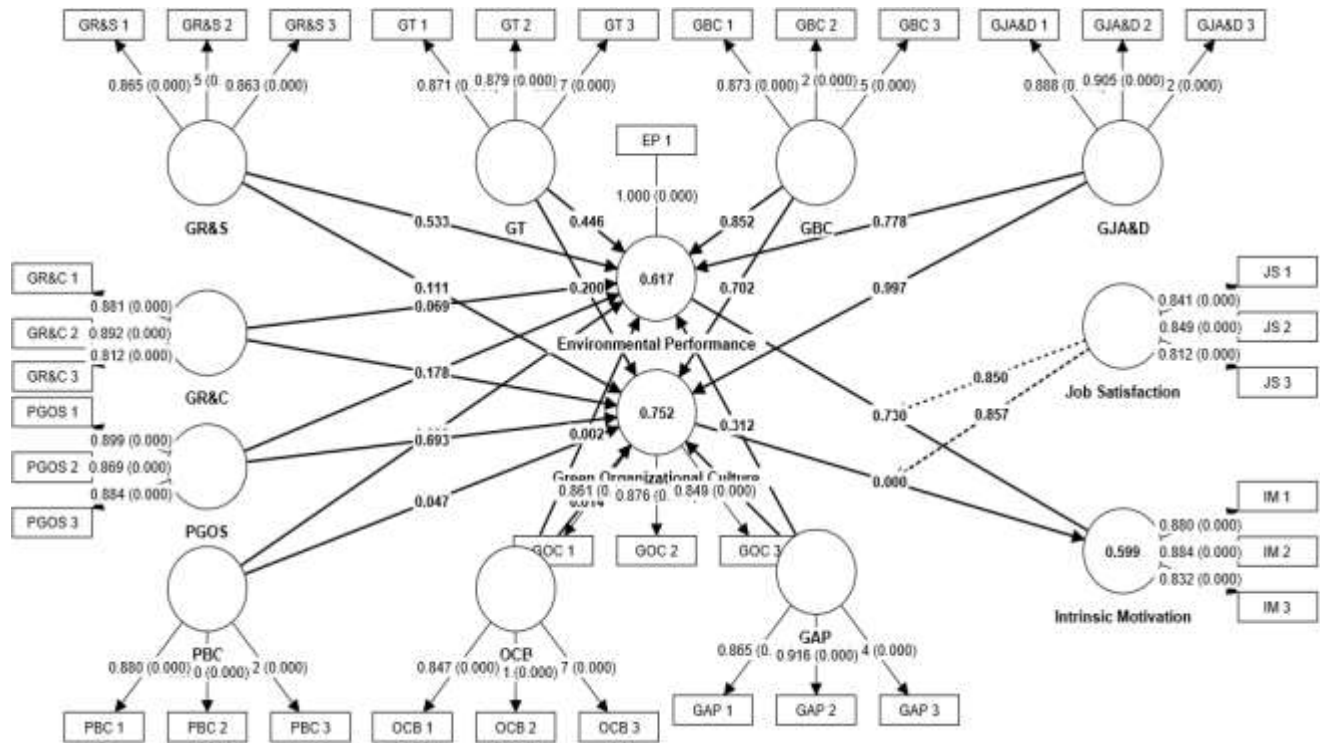 GR&S 1
GR&S 2
GR&S 3
GT 1
GT 2
GT 3
GBC 1
GBC 2
GBC 3
GJA&D 1
GJA&D 2
GJA&D 3
0.865 (0.000)
0.863 (0.000)
0.871
0.879 (0.000)
0.873 (0.000)
2 (0.000)
5 (0.000)
0.888 (0.000)
0.905
2 (0.000)
EP 1
1.000 (0.000)
GR&S
GT
GBC
GJA&D
0.533
0.446
0.852
0.778
GR&C 1
0.881 (0.000)
GR&C 2
0.892 (0.000)
0.812 (0.000)
GR&C 3
GR&C
0.111
0.069
0.200
0.617
0.702
0.997
Environmental Performance
JS 1
0.841 (0.000)
JS 2
0.849 (0.000)
0.812 (0.000)
JS 3
Job Satisfaction
0.850
0.857
0.178
0.752
PGOS 1
0.899 (0.000)
PGOS 2
0.869 (0.000)
0.884 (0.000)
PGOS 3
PGOS
0.693
0.002
0.312
0.730
0.047
Green Organizational Culture
0.861
0.876
0.849 (0.000)
0.014
0.000
GOC 1
GOC 2
GOC 3
IM 1
0.880 (0.000)
0.599
IM 2
0.884 (0.000)
0.832 (0.000)
IM 3
Intrinsic Motivation
PBC
OCB
GAP
0.880 (0.000)
0 (0.000)
2 (0.000)
0.847 (0.000)
1 (0.000)
7 (0.000)
0.865
0.916 (0.000)
4 (0.000)
PBC 1
PBC 2
PBC 3
OCB 1
OCB 2
OCB 3
GAP 1
GAP 2
GAP 3